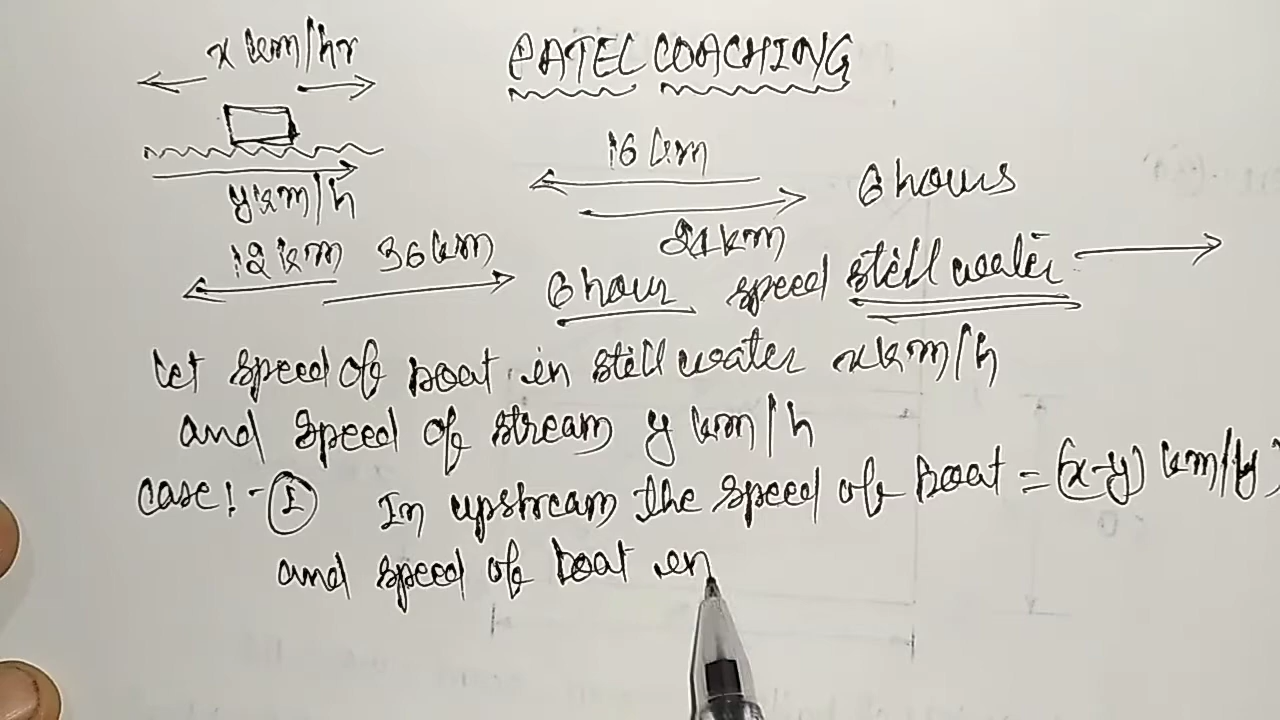 x km/hr
PATEL COACHING
16 km
6 hours
y km/h
24 km
12 km 36 km
6 hour speed still water
Let speed of boat in still water x km/h
and speed of stream y km/h
case:- I In upstream the speed of boat = (x-y) km/h
and speed of boat in